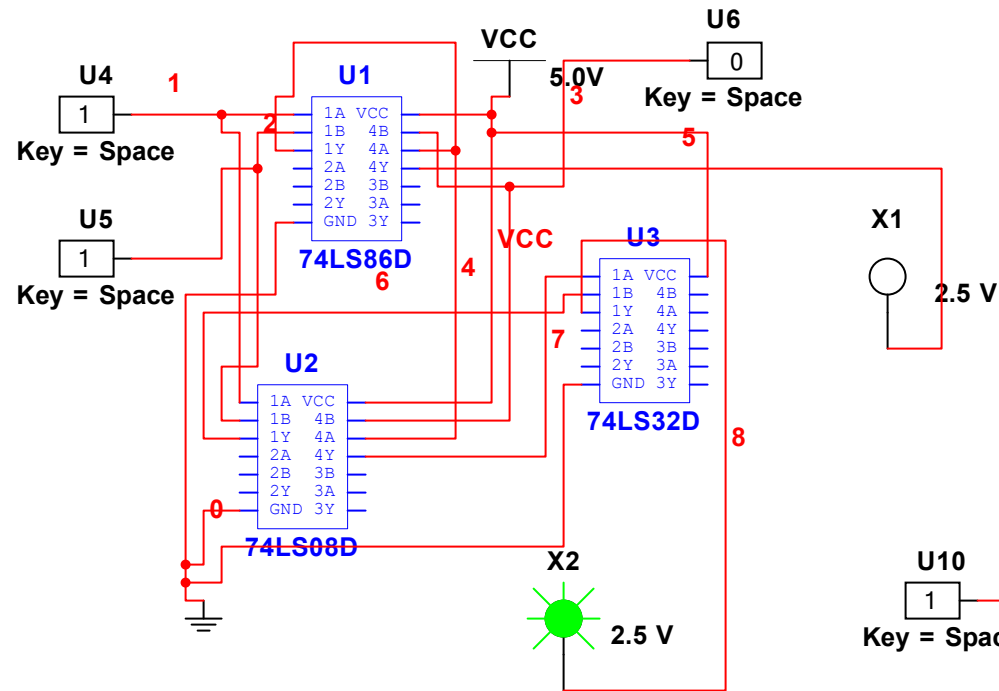 U6
VCC
0
5.0V
Key = Space
U4
1
U1
3
1
Key = Space
2
1A VCC
1B 4B
1Y 4A
2A 4Y
2B 3B
2Y 3A
GND 3Y
74LS86D
5
U5
1
Key = Space
VCC
4
6
U3
1A VCC
1B 4B
1Y 4A
2A 4Y
2B 3B
2Y 3A
GND 3Y
74LS32D
X1
2.5 V
7
8
U2
1A VCC
1B 4B
1Y 4A
2A 4Y
2B 3B
2Y 3A
GND 3Y
74LS08D
0
X2
2.5 V
U10
1
Key = Spac